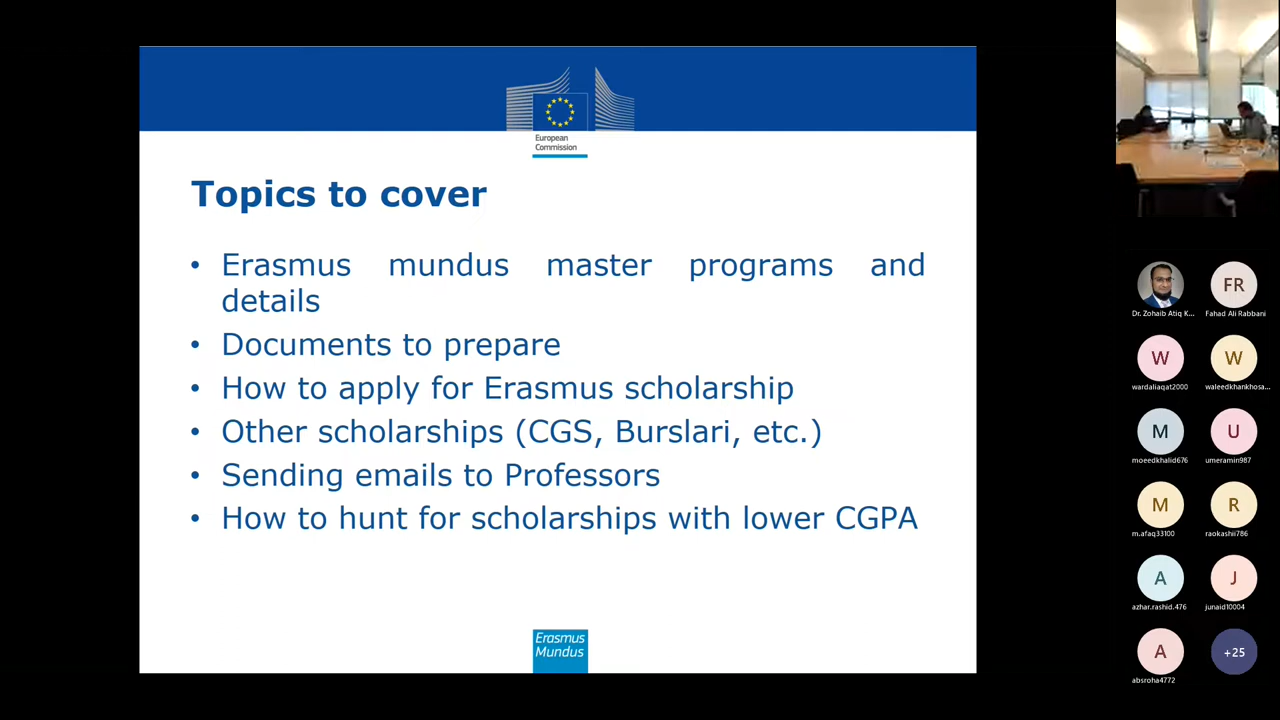 European
Commission
Topics to cover
• Erasmus mundus master programs and
details
• Documents to prepare
• How to apply for Erasmus scholarship
• Other scholarships (CGS, Burslari, etc.)
• Sending emails to Professors
• How to hunt for scholarships with lower CGPA
Erasmus
Mundus
FR
Dr. Zohaib Atiq K...
Fahad Ali Rabbani
W
W
wardaliaqat2000
waleedkhankhosa...
M
U
moeedkhalid676
umeramin987
M
R
m.afaq33100
raokashii786
A
J
azhar.rashid.476
junaid10004
A
+25
absroha4772